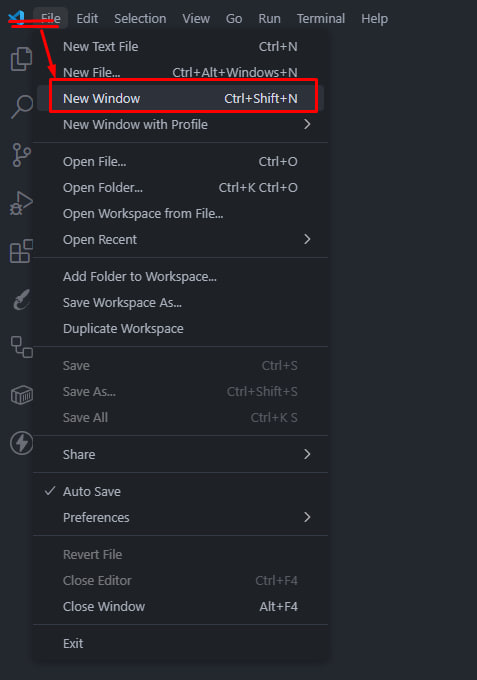 File Edit Selection View Go Run Terminal Help
New Text File Ctrl+N
New File... Ctrl+Alt+Windows+N
New Window Ctrl+Shift+N
New Window with Profile
Open File... Ctrl+O
Open Folder... Ctrl+K Ctrl+O
Open Workspace from File...
Open Recent
Add Folder to Workspace...
Save Workspace As...
Duplicate Workspace
Save Ctrl+S
Save As... Ctrl+Shift+S
Save All Ctrl+K S
Share
Auto Save
Preferences
Revert File
Close Editor Ctrl+F4
Close Window Alt+F4
Exit